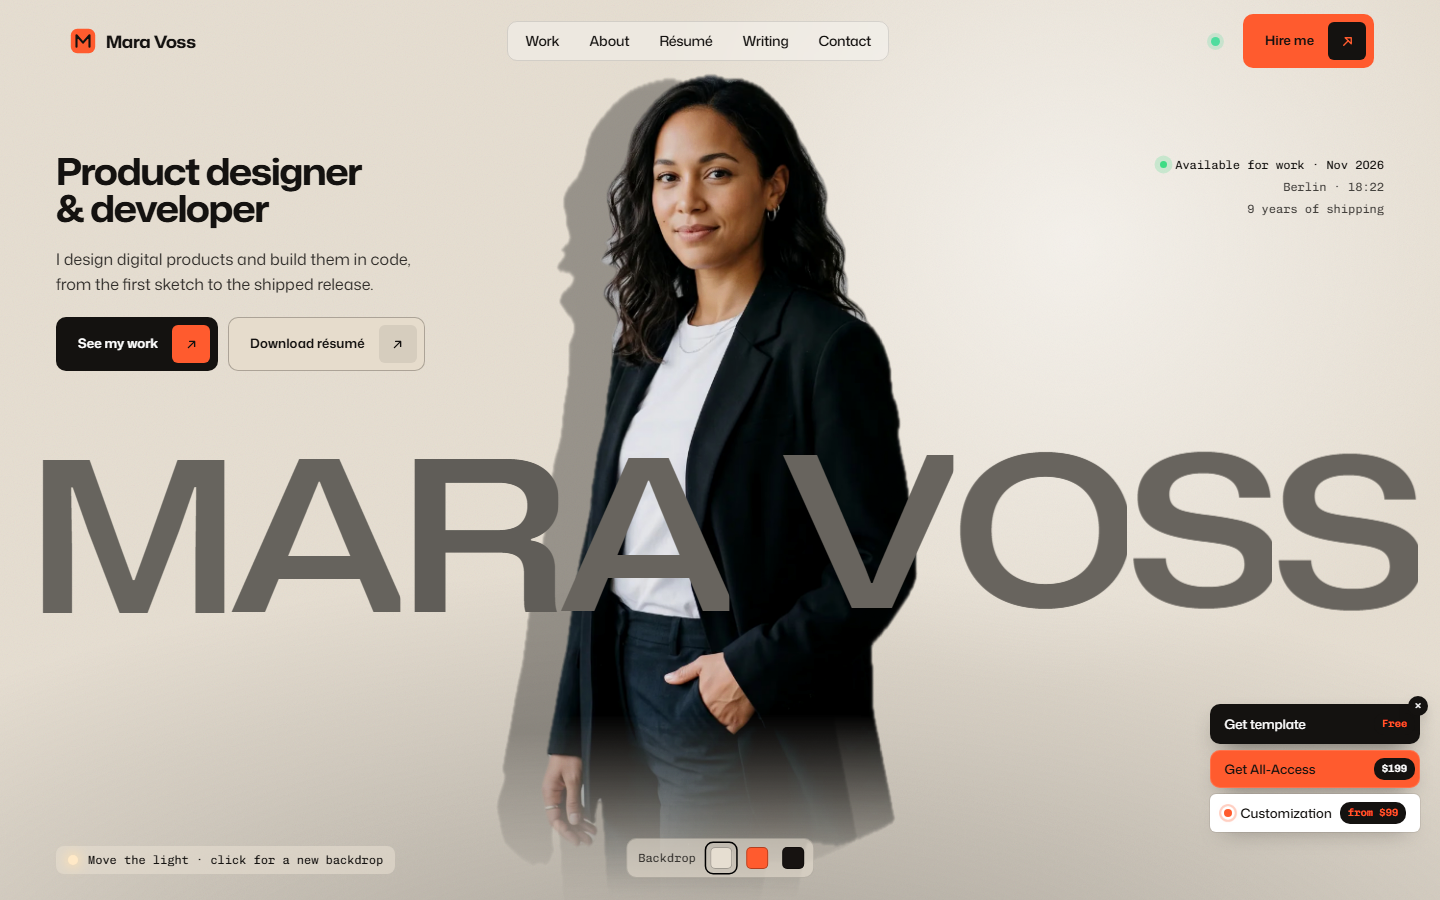 Mara Voss
Work About Résumé Writing Contact
Hire me
Product designer
& developer
I design digital products and build them in code,
from the first sketch to the shipped release.
See my work
Download résumé
Available for work · Nov 2026
Berlin · 18:22
9 years of shipping
MARA VOSS
Get template Free
Get All-Access $199
Customization from $99
Move the light · click for a new backdrop
Backdrop